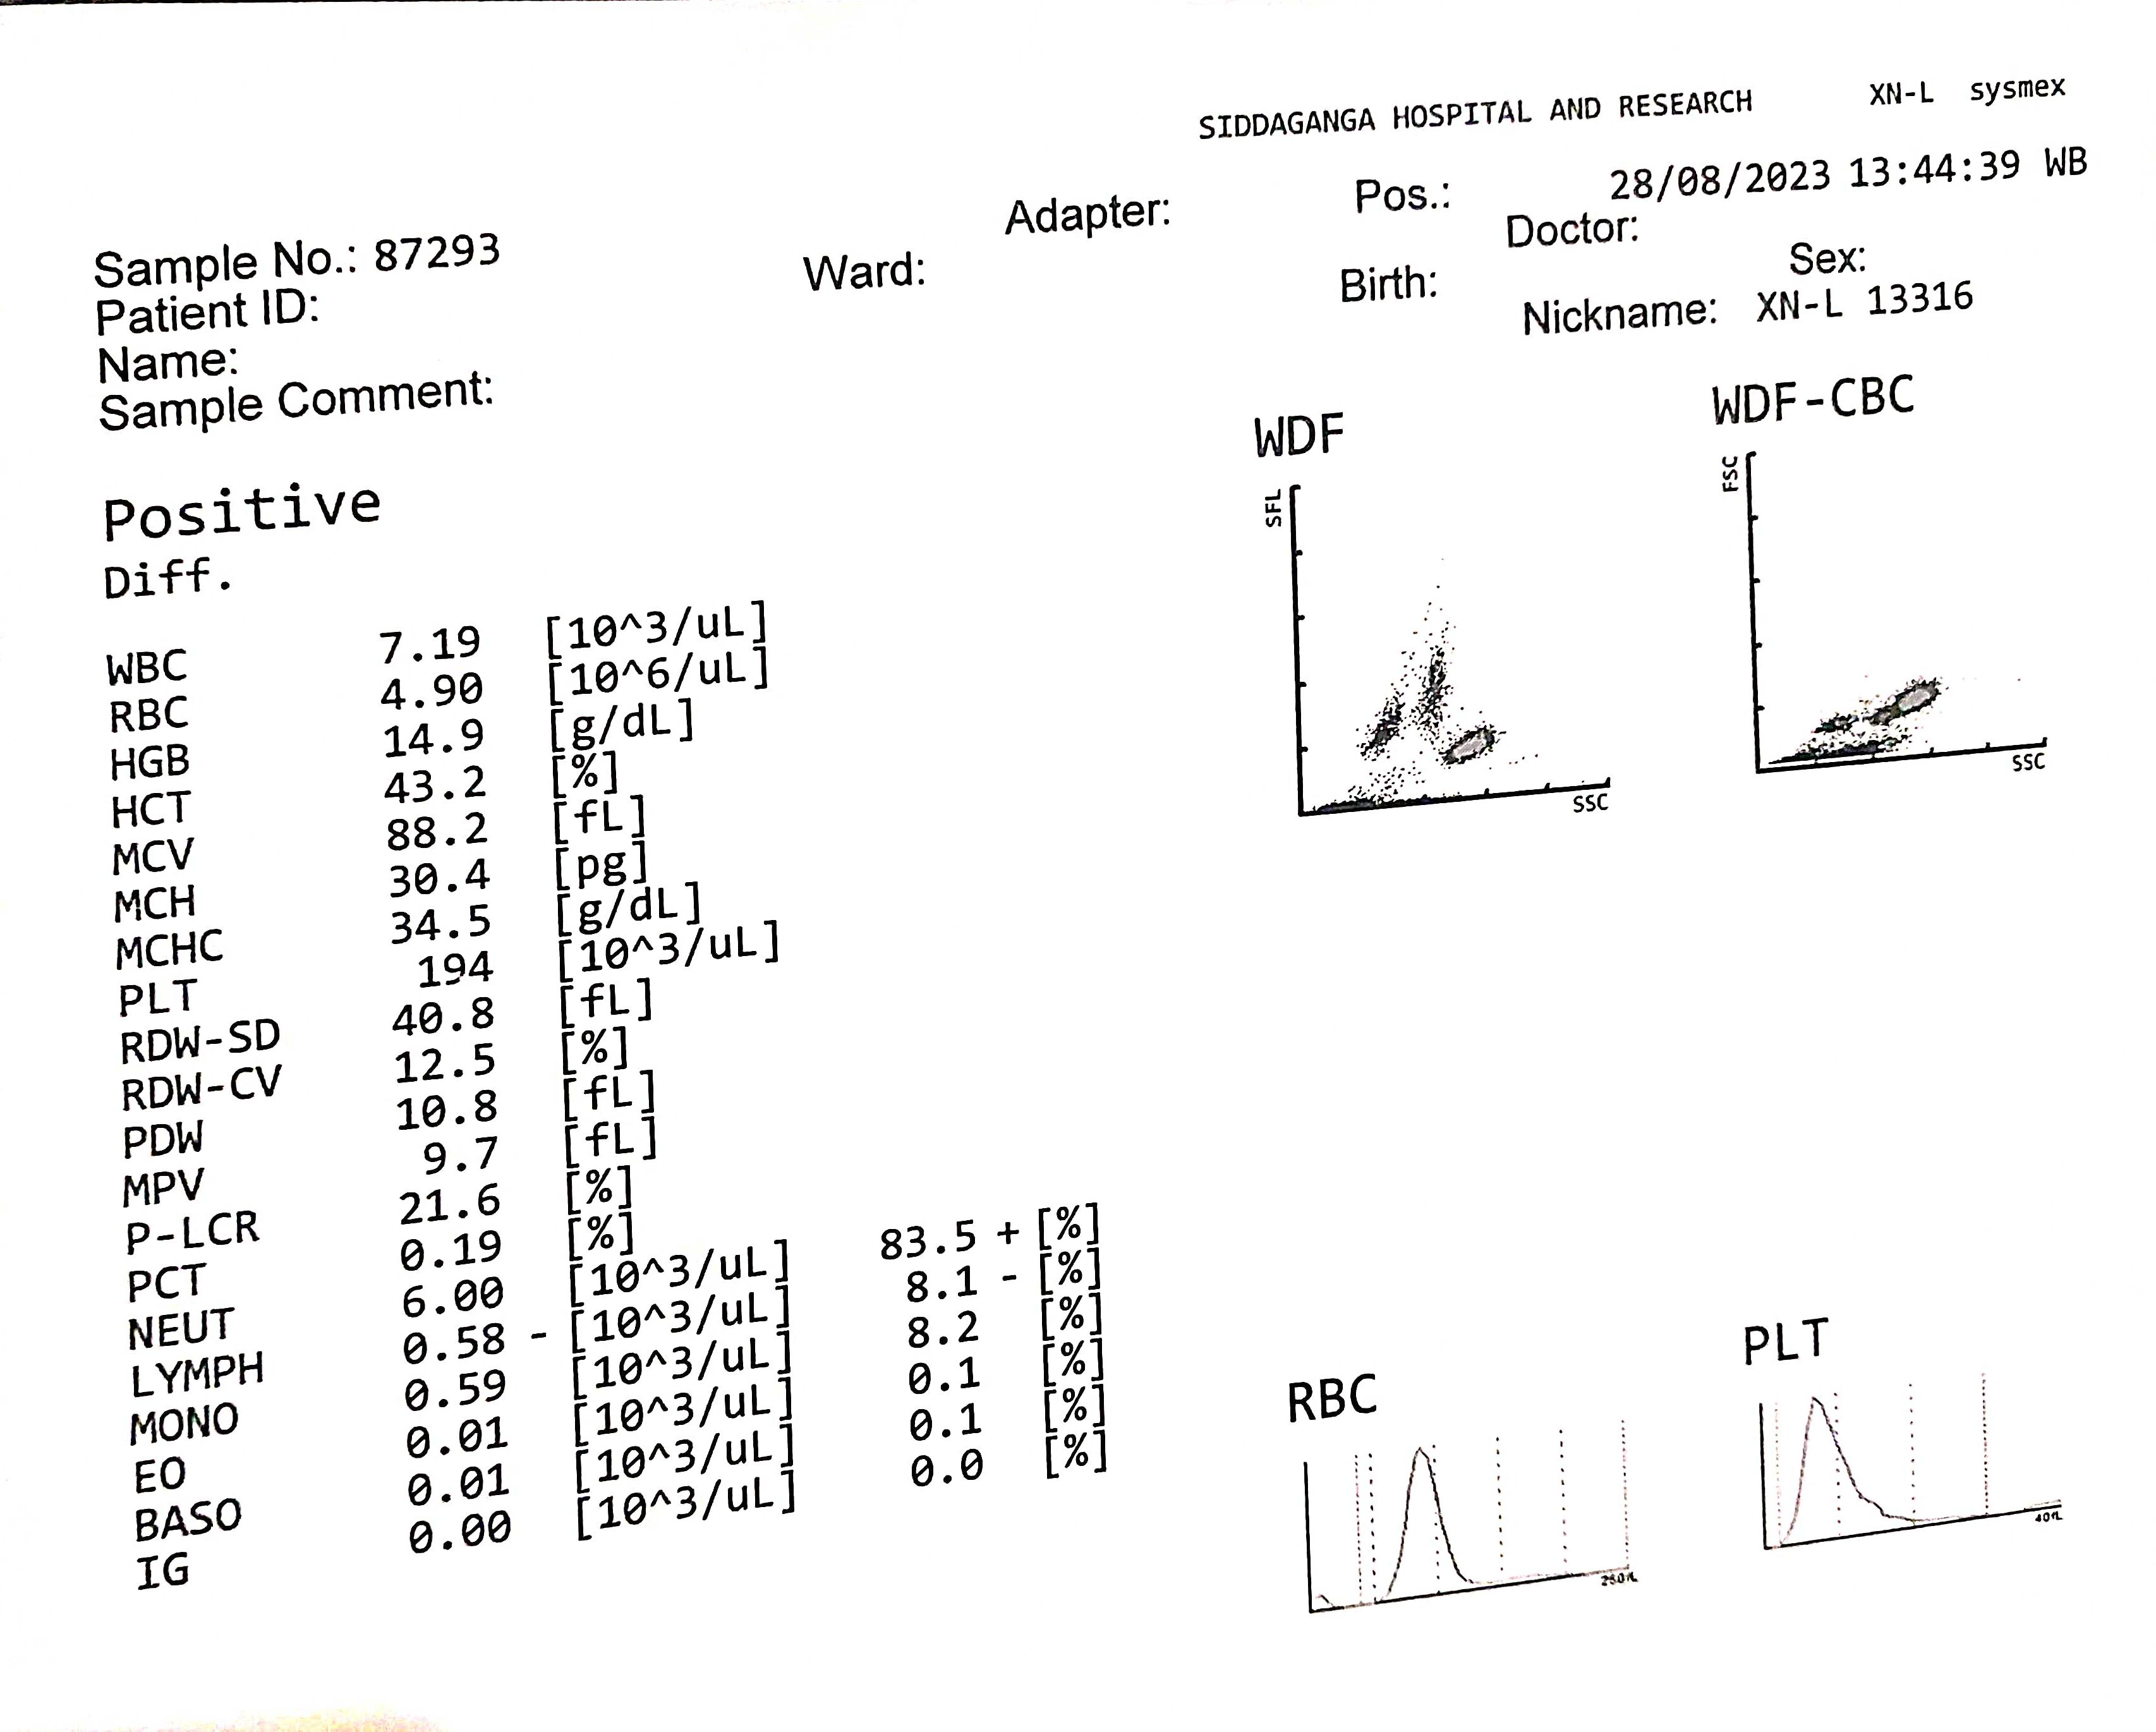 SIDDAGANGA HOSPITAL AND RESEARCH XN-L sysmex
Adapter: Pos.: 28/08/2023 13:44:39 WB
Sample No.: 87293 Ward: Birth: Doctor:
Patient ID: Sex:
Name: Nickname: XN-L 13316
Sample Comment:
Positive
Diff.
WBC 7.19 [10^3/uL]
RBC 4.90 [10^6/uL]
HGB 14.9 [g/dL]
HCT 43.2 [%]
MCV 88.2 [fL]
MCH 30.4 [pg]
MCHC 34.5 [g/dL]
PLT 194 [10^3/uL]
RDW-SD 40.8 [fL]
RDW-CV 12.5 [%]
PDW 10.8 [fL]
MPV 9.7 [fL]
P-LCR 21.6 [%]
PCT 0.19 [%]
NEUT 6.00 [10^3/uL] 83.5 + [%]
LYMPH 0.58 - [10^3/uL] 8.1 - [%]
MONO 0.59 [10^3/uL] 8.2 [%]
EO 0.01 [10^3/uL] 0.1 [%]
BASO 0.01 [10^3/uL] 0.1 [%]
IG 0.00 [10^3/uL] 0.0 [%]
WDF
SFL
SSC
WDF-CBC
FSC
SSC
RBC
250fL
PLT
40fL